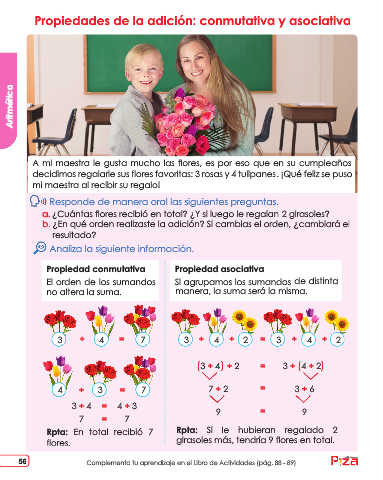 Propiedades de la adición: conmutativa y asociativa
Aritmética
A mi maestra le gusta mucho las flores, es por eso que en su cumpleaños
decidimos regalarle sus flores favoritas: 3 rosas y 4 tulipanes. ¡Qué feliz se puso
mi maestra al recibir su regalo!
Responde de manera oral las siguientes preguntas.
a. ¿Cuántas flores recibió en total? ¿Y si luego le regalan 2 girasoles?
b. ¿En qué orden realizaste la adición? Si cambias el orden, ¿cambiará el
resultado?
Analiza la siguiente información.
Propiedad conmutativa
El orden de los sumandos
no altera la suma.
3 + 4 = 7
4 + 3 = 7
3 + 4 = 4 + 3
7 = 7
Rpta: En total recibió 7
flores.
Propiedad asociativa
Si agrupamos los sumandos de distinta
manera, la suma será la misma.
3 + 4 + 2 = 3 + 4 + 2
(3 + 4) + 2 = 3 + (4 + 2)
7 + 2 = 3 + 6
9 = 9
Rpta: Si le hubieran regalado 2
girasoles más, tendría 9 flores en total.
56
Complementa tu aprendizaje en el Libro de Actividades (pág. 88 - 89)